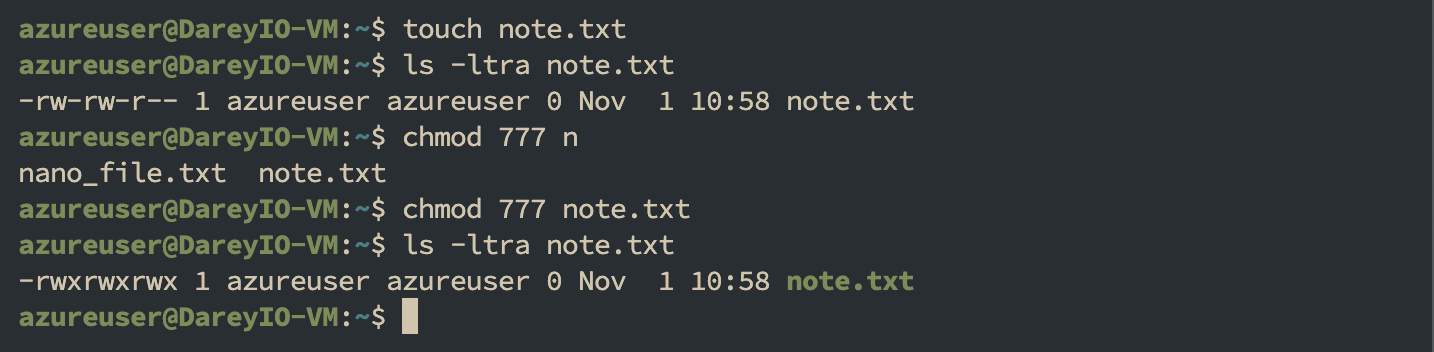 azureuser@DareyIO-VM:~$ touch note.txt
azureuser@DareyIO-VM:~$ ls -ltra note.txt
-rw-rw-r-- 1 azureuser azureuser 0 Nov  1 10:58 note.txt
azureuser@DareyIO-VM:~$ chmod 777 n
nano_file.txt  note.txt
azureuser@DareyIO-VM:~$ chmod 777 note.txt
azureuser@DareyIO-VM:~$ ls -ltra note.txt
-rwxrwxrwx 1 azureuser azureuser 0 Nov  1 10:58 note.txt
azureuser@DareyIO-VM:~$